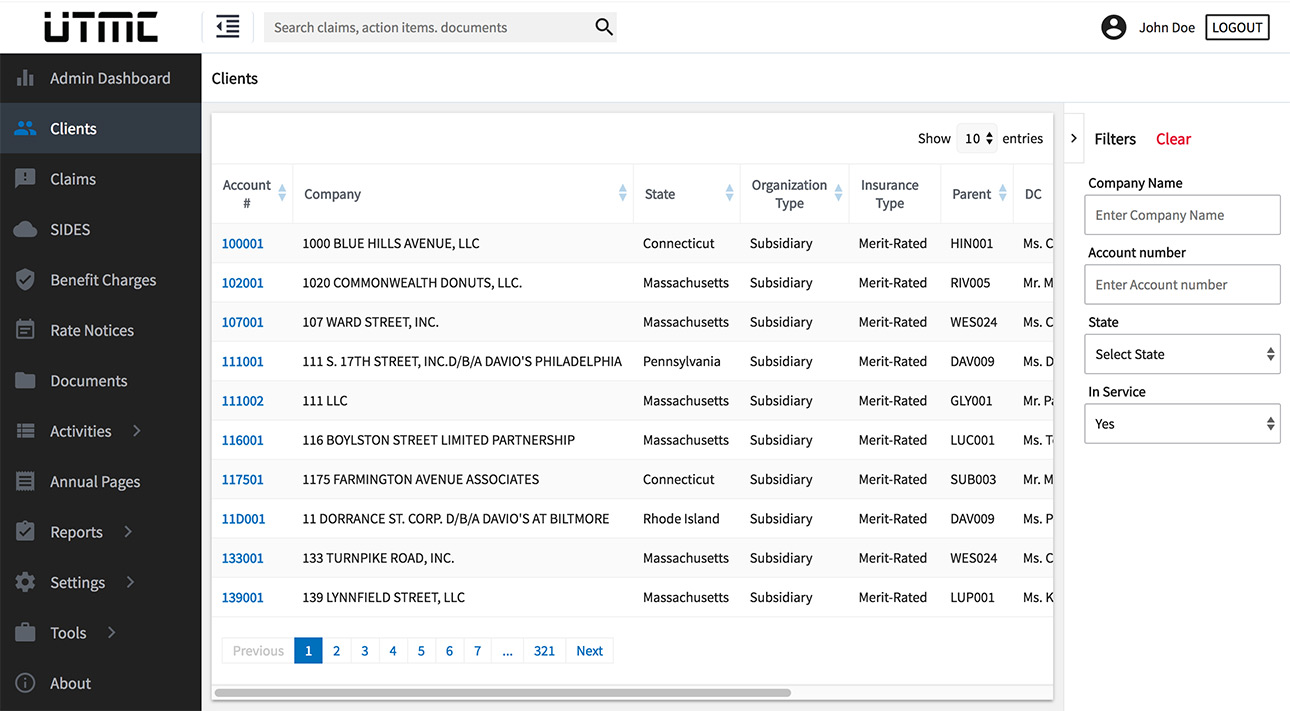 UTMC
Search claims, action items. documents
John Doe
LOGOUT
Admin Dashboard
Clients
Claims
SIDES
Benefit Charges
Rate Notices
Documents
Activities
Annual Pages
Reports
Settings
Tools
About
Clients
Show 10 entries
Account # Company State Organization Type Insurance Type Parent DC
100001 1000 BLUE HILLS AVENUE, LLC Connecticut Subsidiary Merit-Rated HIN001 Ms. C
102001 1020 COMMONWEALTH DONUTS, LLC. Massachusetts Subsidiary Merit-Rated RIV005 Mr. M
107001 107 WARD STREET, INC. Massachusetts Subsidiary Merit-Rated WES024 Ms. C
111001 111 S. 17TH STREET, INC.D/B/A DAVIO'S PHILADELPHIA Pennsylvania Subsidiary Merit-Rated DAV009 Ms. D
111002 111 LLC Massachusetts Subsidiary Merit-Rated GLY001 Mr. Pa
116001 116 BOYLSTON STREET LIMITED PARTNERSHIP Massachusetts Subsidiary Merit-Rated LUC001 Ms. T
117501 1175 FARMINGTON AVENUE ASSOCIATES Connecticut Subsidiary Merit-Rated SUB003 Mr. M
11D001 11 DORRANCE ST. CORP. D/B/A DAVIO'S AT BILTMORE Rhode Island Subsidiary Merit-Rated DAV009 Ms. P
133001 133 TURNPIKE ROAD, INC. Massachusetts Subsidiary Merit-Rated WES024 Ms. C
139001 139 LYNNFIELD STREET, LLC Massachusetts Subsidiary Merit-Rated LUP001 Ms. K
Previous 1 2 3 4 5 6 7 ... 321 Next
Filters Clear
Company Name
Enter Company Name
Account number
Enter Account number
State
Select State
In Service
Yes